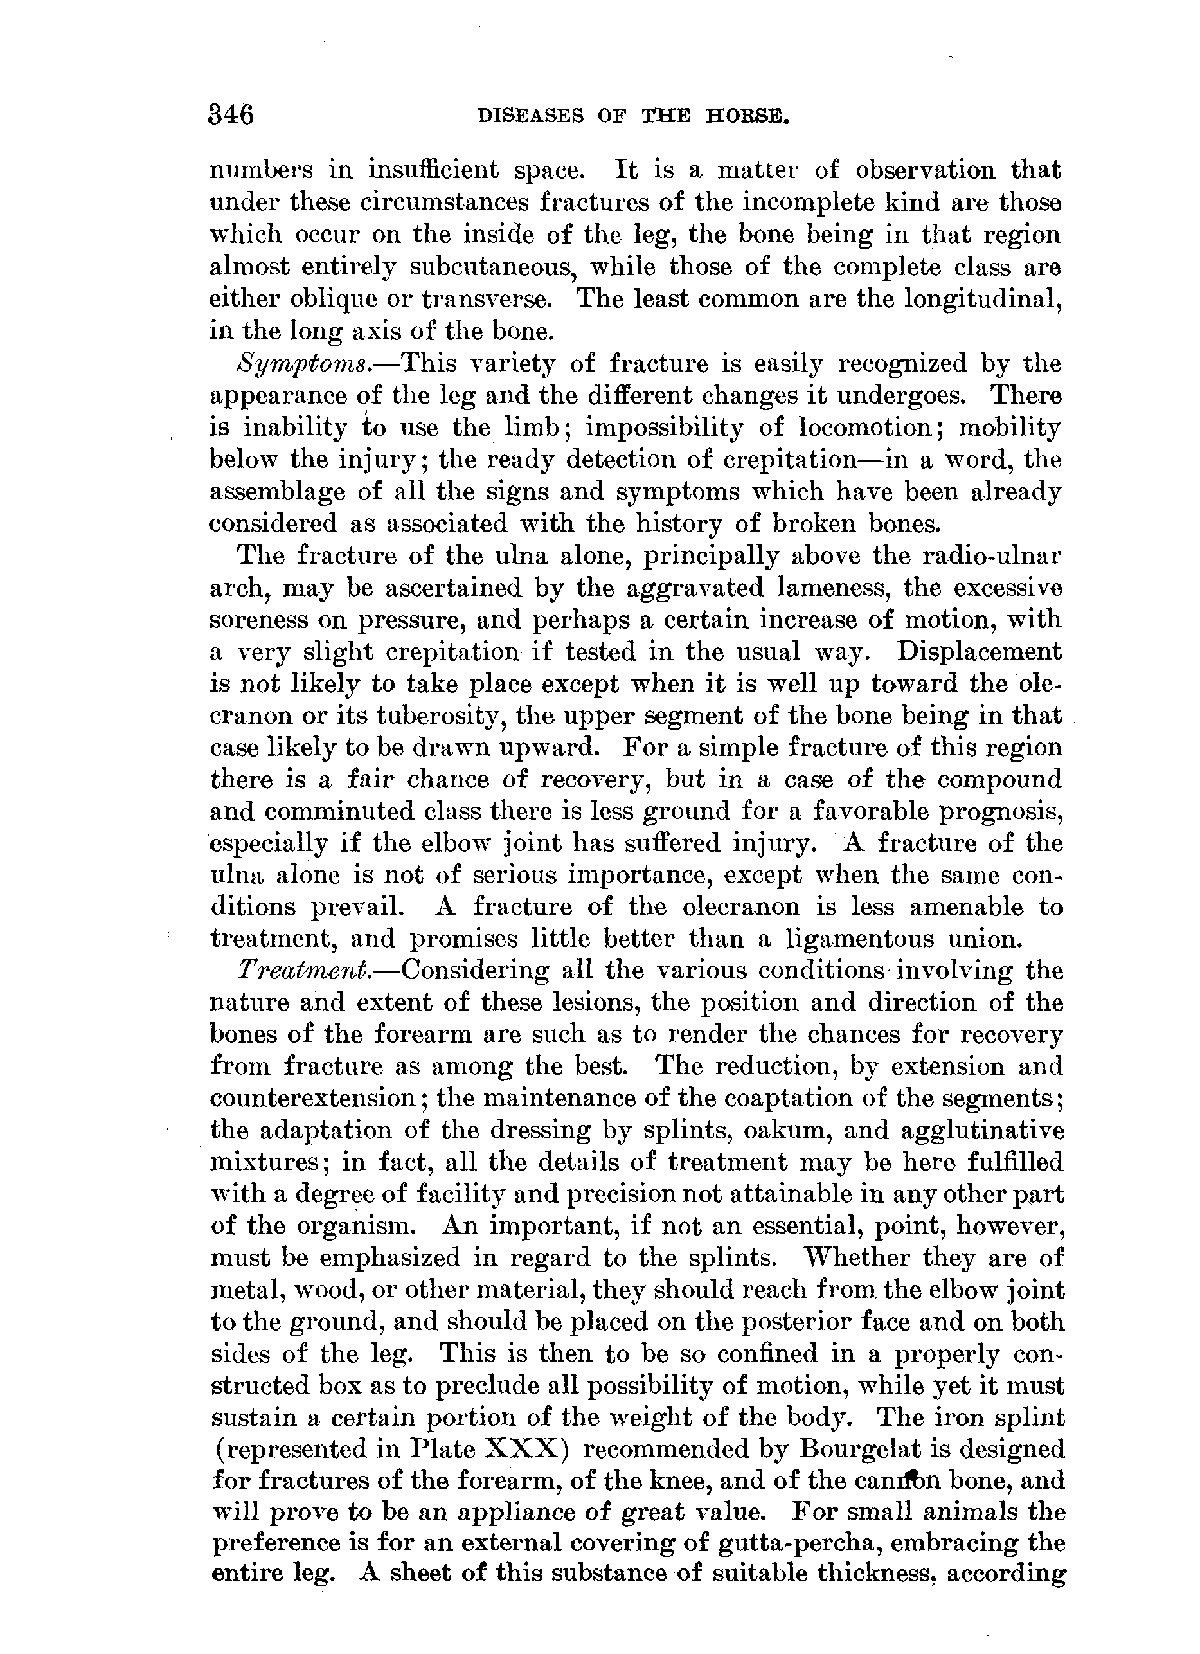 346 DISEASES OF THE HORSE.
numbers in insufficient space. It is a matter of observation that
under these circumstances fractures of the incomplete kind are those
which occur on the inside of the leg, the bone being in that region
almost entirely subcutaneous, while those of the complete class are
either oblique or transverse. The least common are the longitudinal,
in the long axis of the bone.
Symptoms.—This variety of fracture is easily recognized by the
appearance of the leg and the different changes it undergoes. There
is inability to use the limb; impossibility of locomotion; mobility
below the injury; the ready detection of crepitation—in a word, the
assemblage of all the signs and symptoms which have been already
considered as associated with the history of broken bones.
The fracture of the ulna alone, principally above the radio-ulnar
arch, may be ascertained by the aggravated lameness, the excessive
soreness on pressure, and perhaps a certain increase of motion, with
a very slight crepitation if tested in the usual way. Displacement
is not likely to take place except when it is well up toward the ole-
cranon or its tuberosity, the upper segment of the bone being in that
case likely to be drawn upward. For a simple fracture of this region
there is a fair chance of recovery, but in a case of the compound
and comminuted class there is less ground for a favorable prognosis,
especially if the elbow joint has suffered injury. A fracture of the
ulna alone is not of serious importance, except when the same con-
ditions prevail. A fracture of the olecranon is less amenable to
treatment, and promises little better than a ligamentous union.
Treatment.—Considering all the various conditions involving the
nature and extent of these lesions, the position and direction of the
bones of the forearm are such as to render the chances for recovery
from fracture as among the best. The reduction, by extension and
counterextension; the maintenance of the coaptation of the segments;
the adaptation of the dressing by splints, oakum, and agglutinative
mixtures; in fact, all the details of treatment may be here fulfilled
with a degree of facility and precision not attainable in any other part
of the organism. An important, if not an essential, point, however,
must be emphasized in regard to the splints. Whether they are of
metal, wood, or other material, they should reach from the elbow joint
to the ground, and should be placed on the posterior face and on both
sides of the leg. This is then to be so confined in a properly con-
structed box as to preclude all possibility of motion, while yet it must
sustain a certain portion of the weight of the body. The iron splint
(represented in Plate XXX) recommended by Bourgelat is designed
for fractures of the forearm, of the knee, and of the cannon bone, and
will prove to be an appliance of great value. For small animals the
preference is for an external covering of gutta-percha, embracing the
entire leg. A sheet of this substance of suitable thickness, according